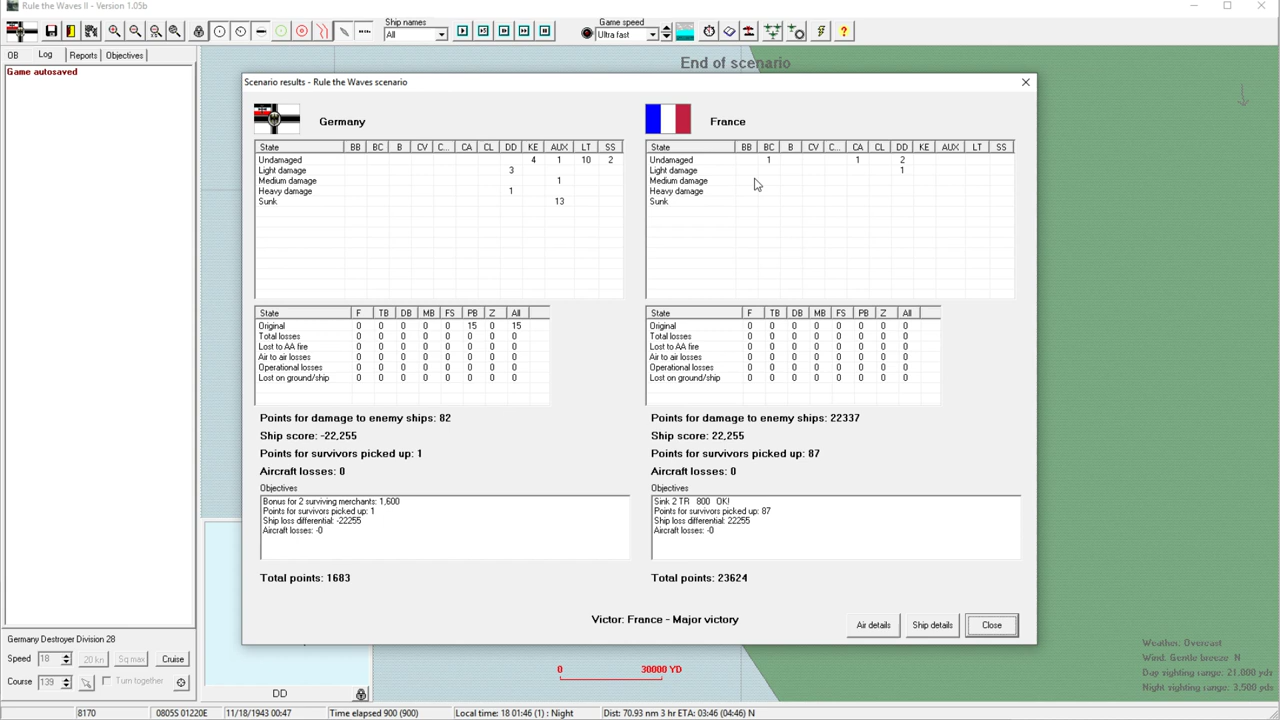 Rule the Waves II - Version 1.05b
Ship names
All
Game speed
Ultra fast
OB Log Reports Objectives
Game autosaved
End of scenario
Scenario results - Rule the Waves scenario
Germany
State BB BC B CV C... CA CL DD KE AUX LT SS
Undamaged 4 1 10 2
Light damage 3
Medium damage 1
Heavy damage 1
Sunk 13
State F TB DB MB FS PB Z All
Original 0 0 0 0 0 15 0 15
Total losses 0 0 0 0 0 0 0 0
Lost to AA fire 0 0 0 0 0 0 0 0
Air to air losses 0 0 0 0 0 0 0 0
Operational losses 0 0 0 0 0 0 0 0
Lost on ground/ship 0 0 0 0 0 0 0 0
Points for damage to enemy ships: 82
Ship score: -22,255
Points for survivors picked up: 1
Aircraft losses: 0
Objectives
Bonus for 2 surviving merchants: 1,600
Points for survivors picked up: 1
Ship loss differential: -22255
Aircraft losses: -0
Total points: 1683
France
State BB BC B CV C... CA CL DD KE AUX LT SS
Undamaged 1 1 2
Light damage 1
Medium damage
Heavy damage
Sunk
State F TB DB MB FS PB Z All
Original 0 0 0 0 0 0 0 0
Total losses 0 0 0 0 0 0 0 0
Lost to AA fire 0 0 0 0 0 0 0 0
Air to air losses 0 0 0 0 0 0 0 0
Operational losses 0 0 0 0 0 0 0 0
Lost on ground/ship 0 0 0 0 0 0 0 0
Points for damage to enemy ships: 22337
Ship score: 22,255
Points for survivors picked up: 87
Aircraft losses: 0
Objectives
Sink 2 TR 800 OK!
Points for survivors picked up: 87
Ship loss differential: 22255
Aircraft losses: -0
Total points: 23624
Victor: France - Major victory
Air details Ship details Close
Germany Destroyer Division 28
Speed 18 20 kn Sq max Cruise
Course 139 Turn together
DD
0 30000 YD
Weather: Overcast
Wind: Gentle breeze N
Day sighting range: 21,000 yds
Night sighting range: 3,500 yds
8170 0805S 01220E 11/18/1943 00:47 Time elapsed 900 (900) Local time: 18 01:46 (1) : Night Dist: 70.93 nm 3 hr ETA: 03:46 (04:46) N